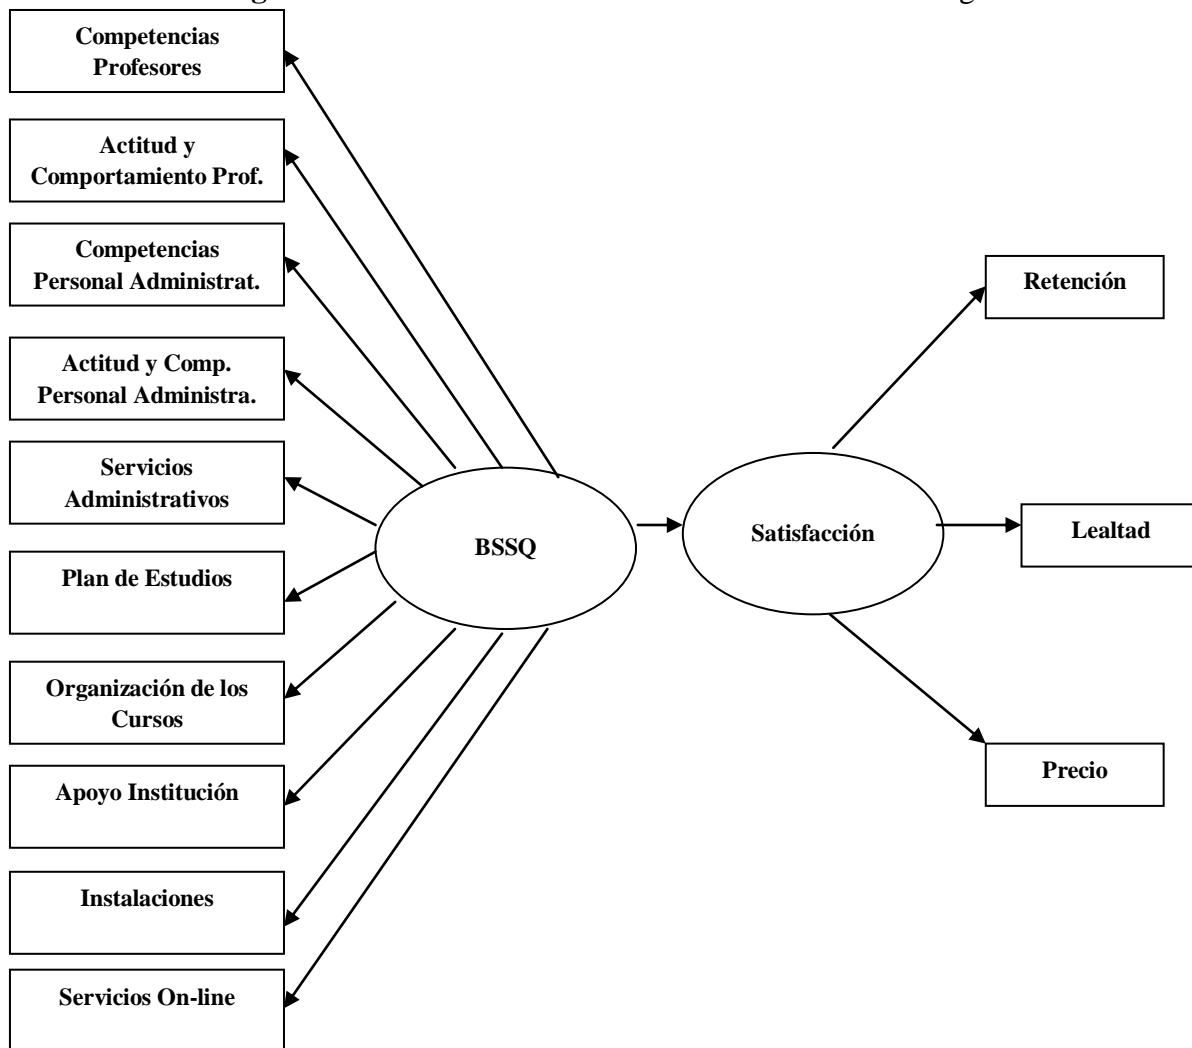 Competencias
Profesores
Actitud y
Comportamiento Prof.
Competencias
Personal Administrat.
Actitud y Comp.
Personal Administra.
Servicios
Administrativos
Plan de Estudios
Organización de los
Cursos
Apoyo Institución
Instalaciones
Servicios On-line
BSSQ
Satisfacción
Retención
Lealtad
Precio